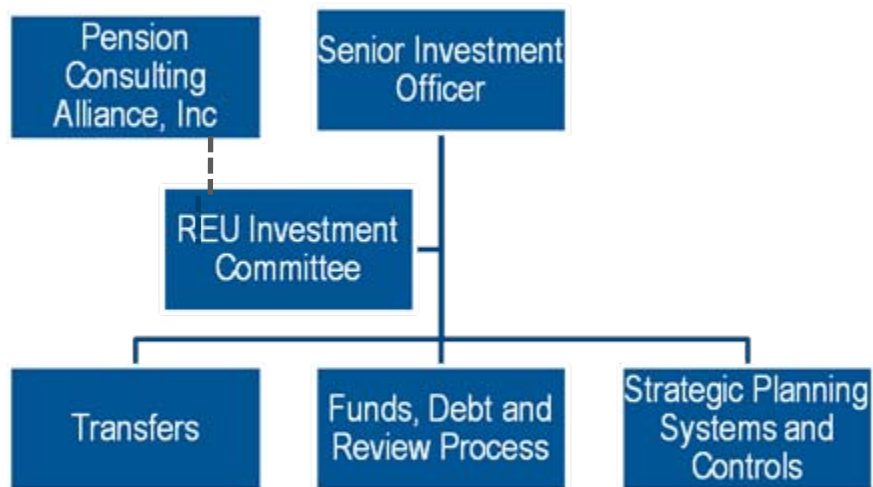 Pension
Consulting
Alliance, Inc
Senior Investment
Officer
REU Investment
Committee
Transfers
Funds, Debt and
Review Process
Strategic Planning
Systems and
Controls